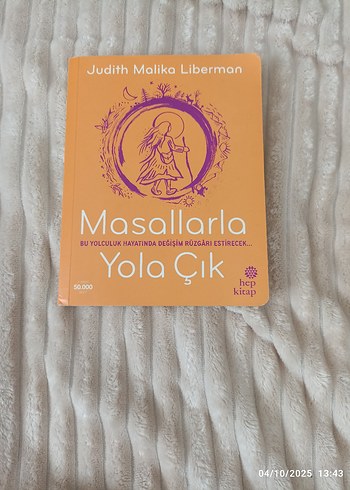 Judith Malika Liberman
Masallarla
BU YOLCULUK HAYATINDA DEĞİŞİM RÜZGÂRI ESTİRECEK...
Yola Çık
50.000
hep
kitap
04/10/2025 13:43